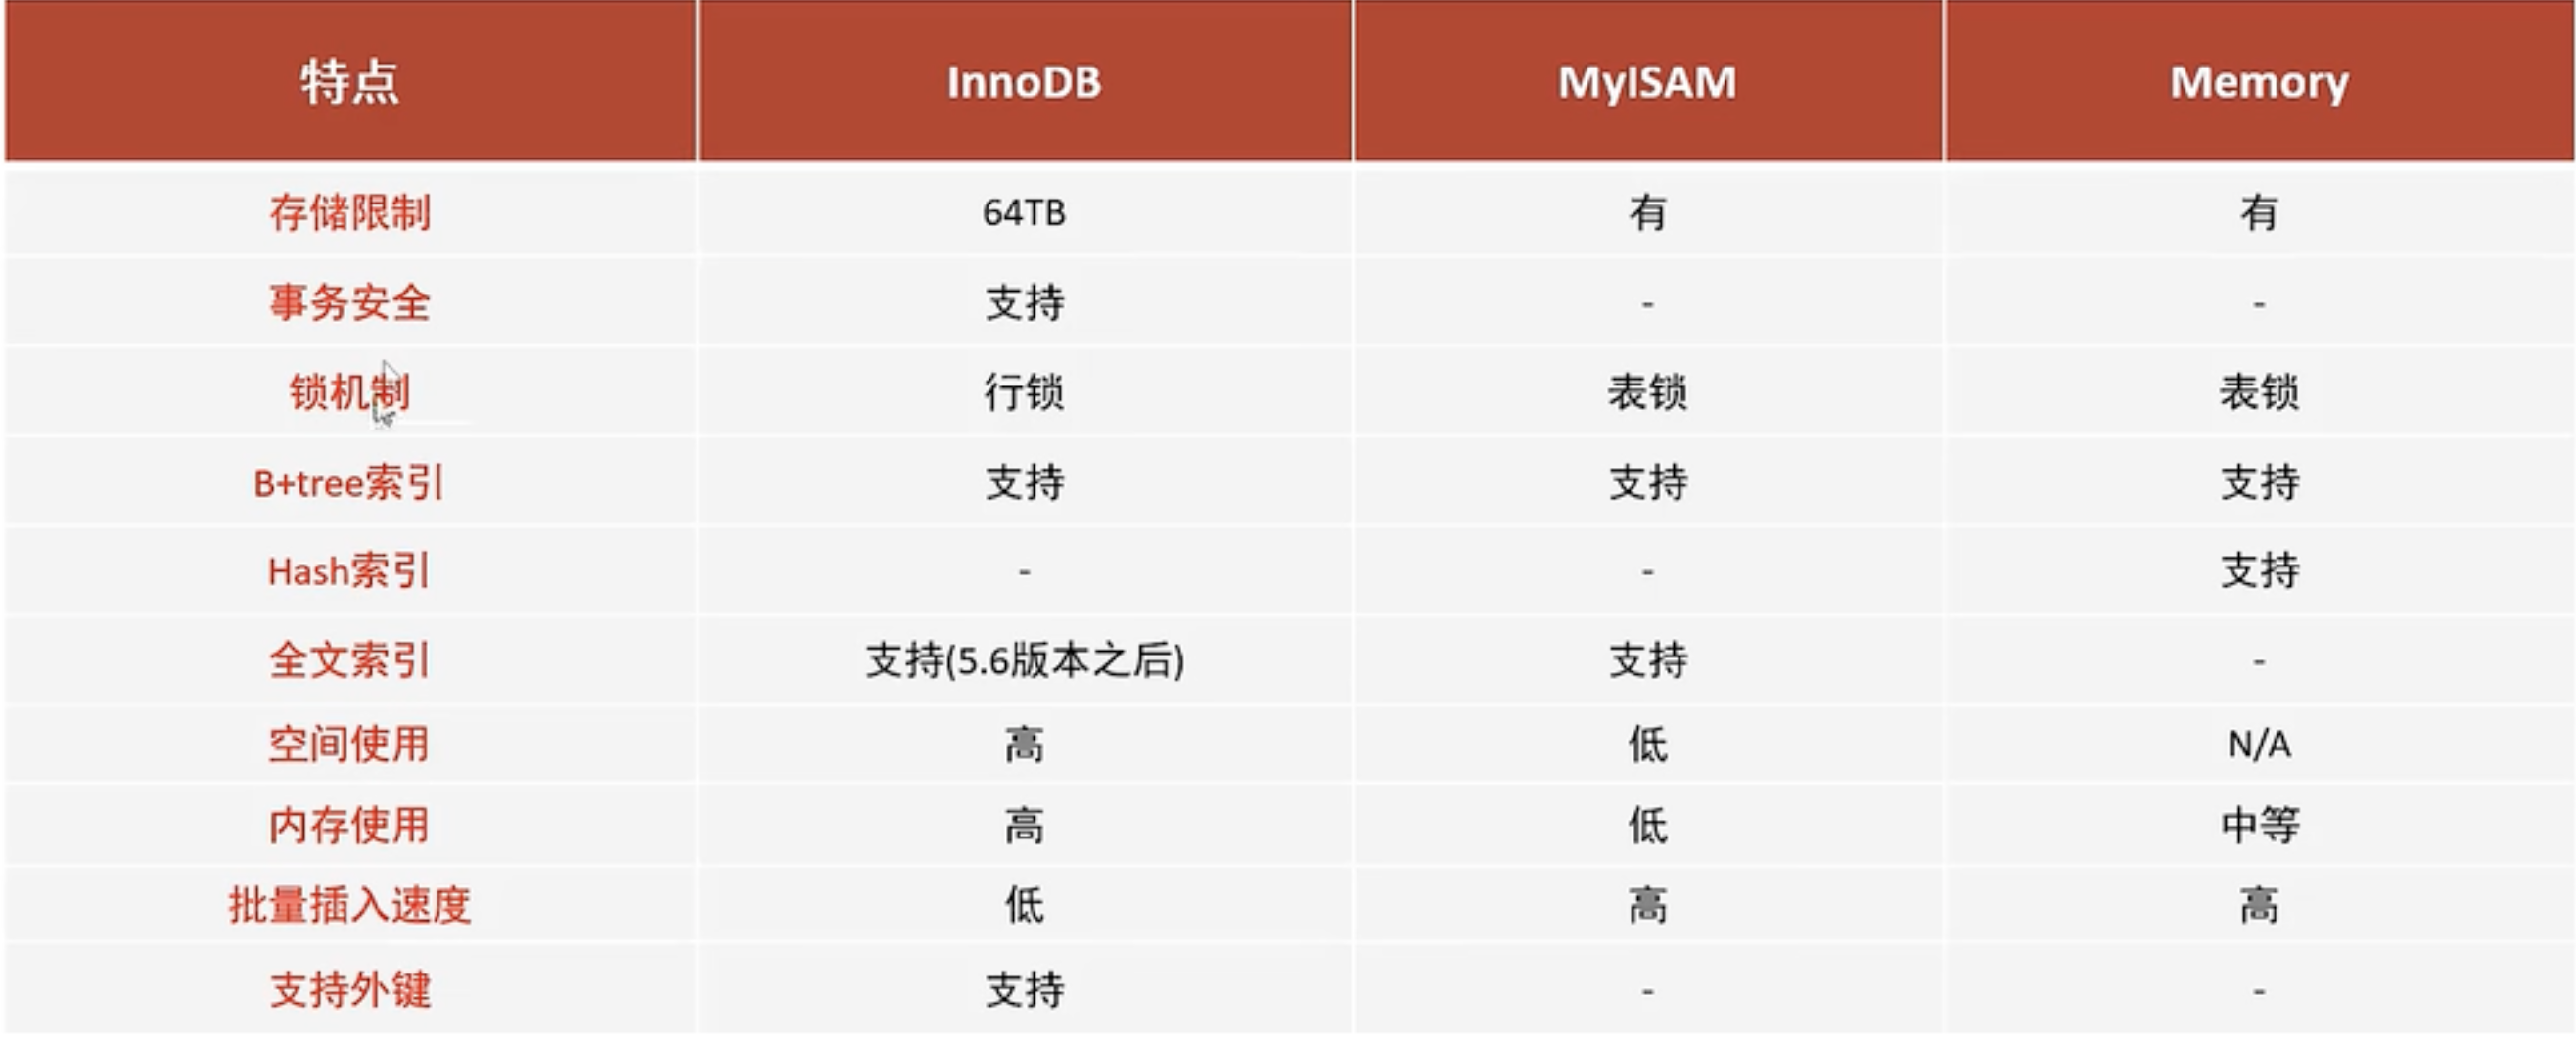 特点 InnoDB MyISAM Memory
存储限制 64TB 有 有
事务安全 支持 - -
锁机制 行锁 表锁 表锁
B+tree索引 支持 支持 支持
Hash索引 - - 支持
全文索引 支持(5.6版本之后) 支持 -
空间使用 高 低 N/A
内存使用 高 低 中等
批量插入速度 低 高 高
支持外键 支持 - -